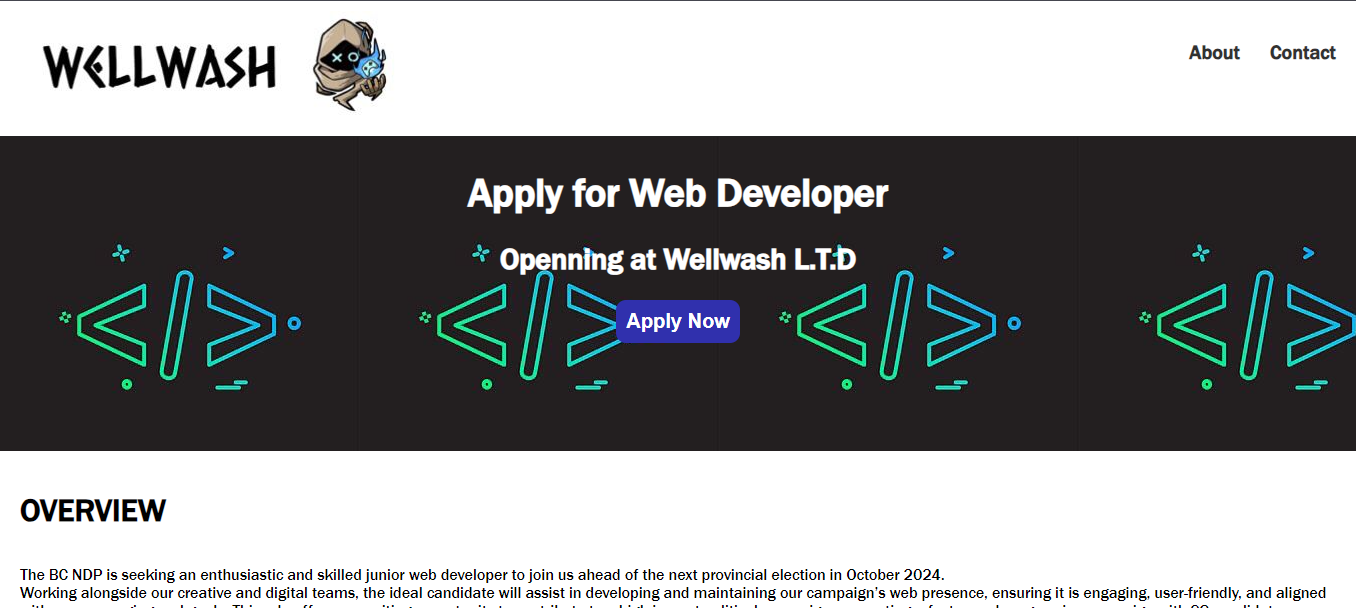 WELLWASH
About Contact
Apply for Web Developer
Openning at Wellwash L.T.D
Apply Now
OVERVIEW
The BC NDP is seeking an enthusiastic and skilled junior web developer to join us ahead of the next provincial election in October 2024.
Working alongside our creative and digital teams, the ideal candidate will assist in developing and maintaining our campaign’s web presence, ensuring it is engaging, user-friendly, and aligned